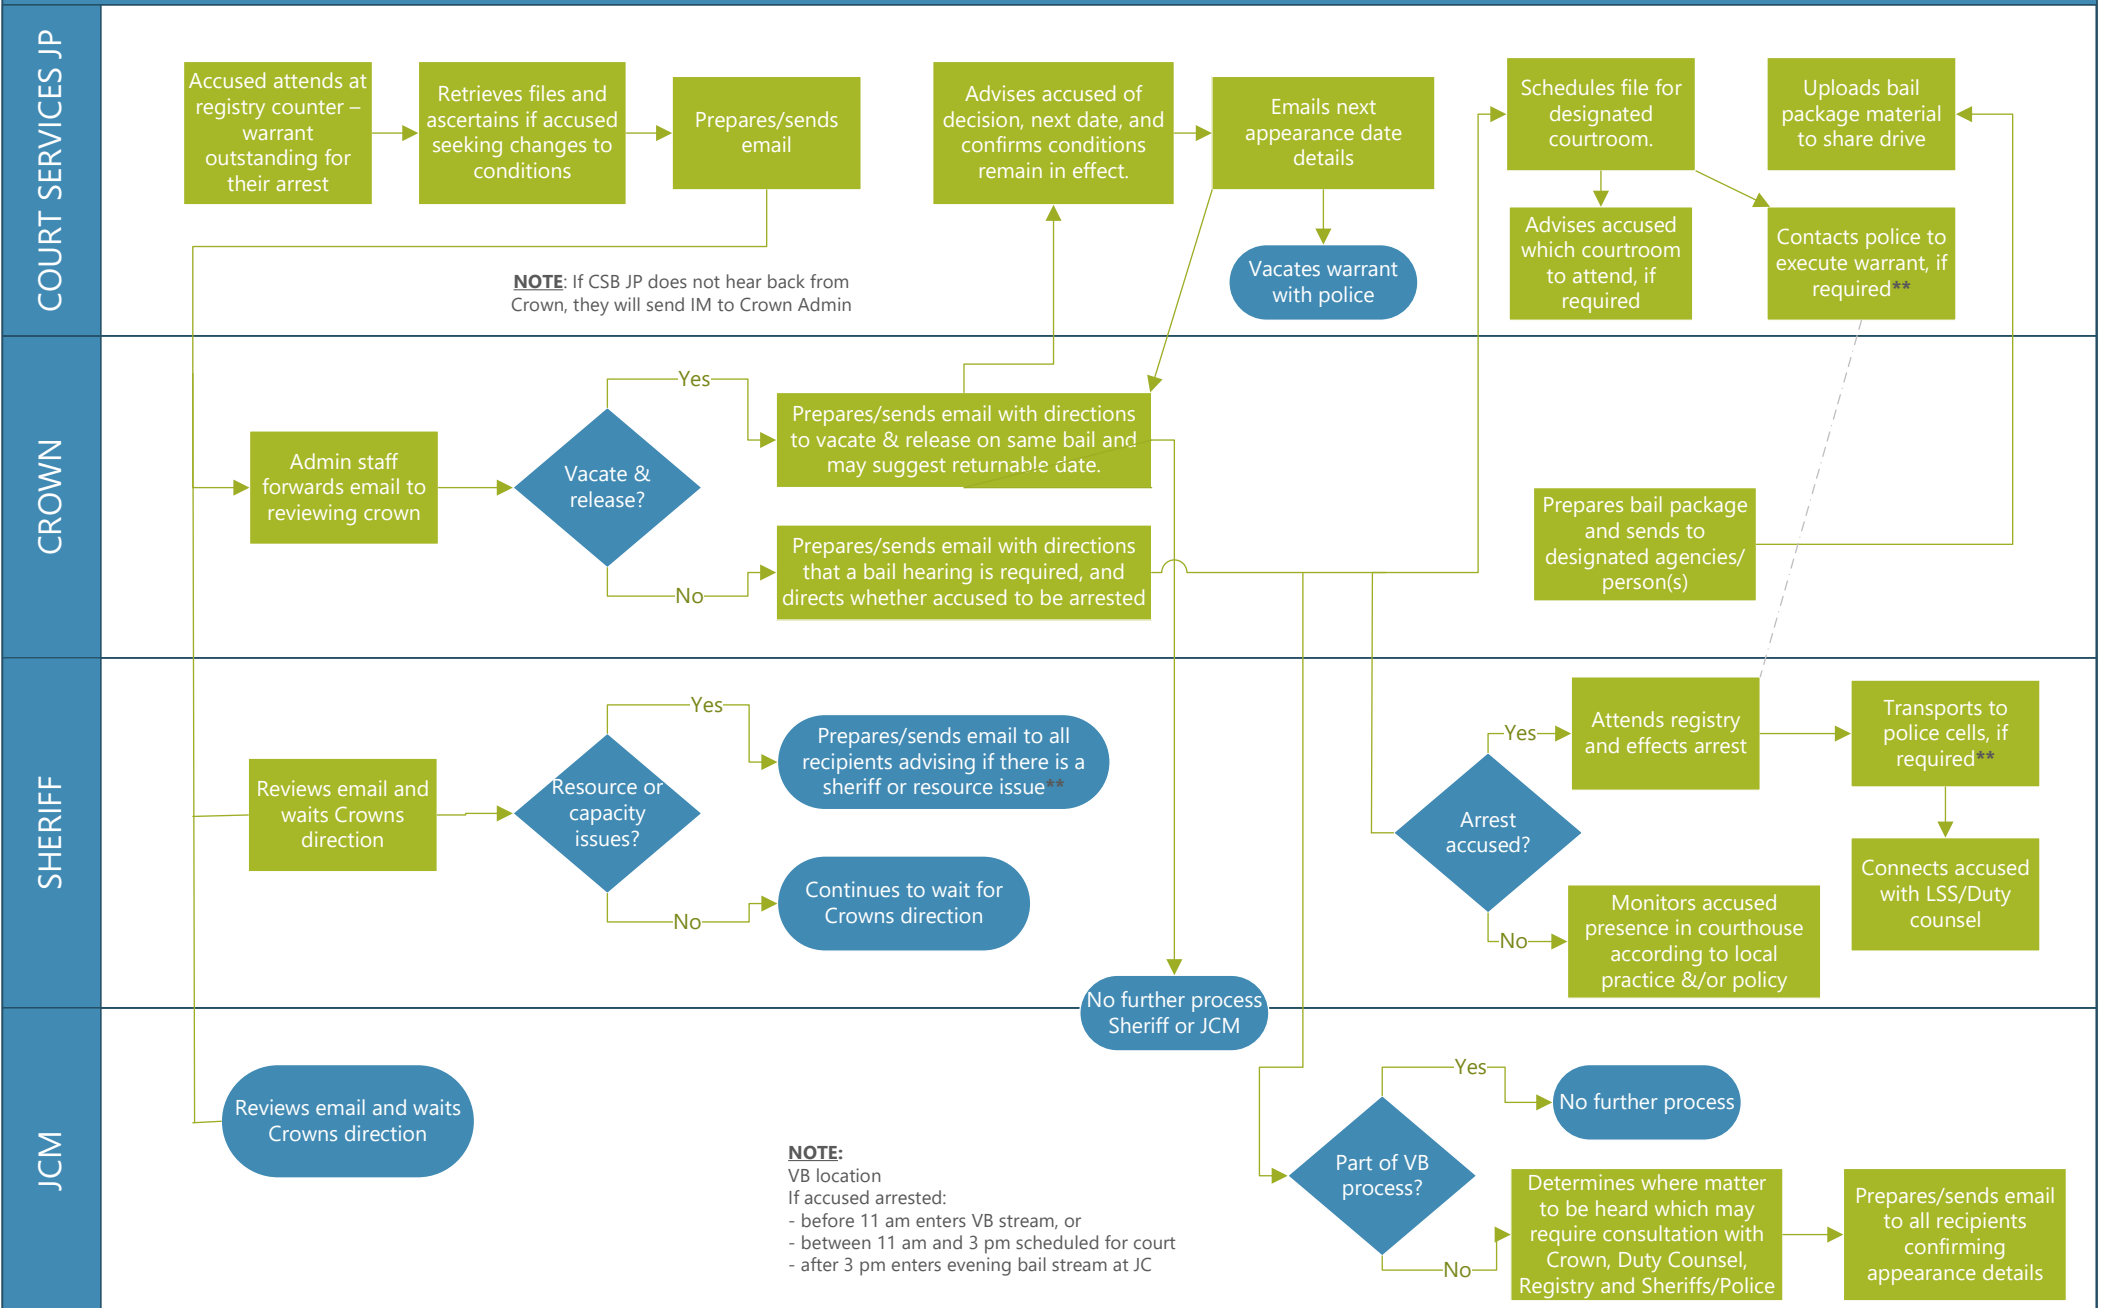 COURT SERVICES JP
Accused attends at
registry counter –
warrant
outstanding for
their arrest
Retrieves files and
ascertains if accused
seeking changes to
conditions
Prepares/sends
email
Advises accused of
decision, next date, and
confirms conditions
remain in effect.
Emails next
appearance date
details
Schedules file for
designated
courtroom.
Uploads bail
package material
to share drive
Vacates warrant
with police
Advises accused
which courtroom
to attend, if
required
Contacts police to
execute warrant, if
required**
NOTE: If CSB JP does not hear back from
Crown, they will send IM to Crown Admin
CROWN
Admin staff
forwards email to
reviewing crown
Vacate &
release?
Yes
No
Prepares/sends email with directions
to vacate & release on same bail and
may suggest returnable date.
Prepares/sends email with directions
that a bail hearing is required, and
directs whether accused to be arrested
Prepares bail package
and sends to
designated agencies/
person(s)
SHERIFF
Reviews email and
waits Crowns
direction
Resource or
capacity
issues?
Yes
No
Prepares/sends email to all
recipients advising if there is a
sheriff or resource issue**
Continues to wait for
Crowns direction
No further process
Sheriff or JCM
Arrest
accused?
Yes
No
Attends registry
and effects arrest
Transports to
police cells, if
required**
Connects accused
with LSS/Duty
counsel
Monitors accused
presence in courthouse
according to local
practice &/or policy
JCM
Reviews email and waits
Crowns direction
NOTE:
VB location
If accused arrested:
- before 11 am enters VB stream, or
- between 11 am and 3 pm scheduled for court
- after 3 pm enters evening bail stream at JC
Part of VB
process?
Yes
No
No further process
Determines where matter
to be heard which may
require consultation with
Crown, Duty Counsel,
Registry and Sheriffs/Police
Prepares/sends email
to all recipients
confirming
appearance details